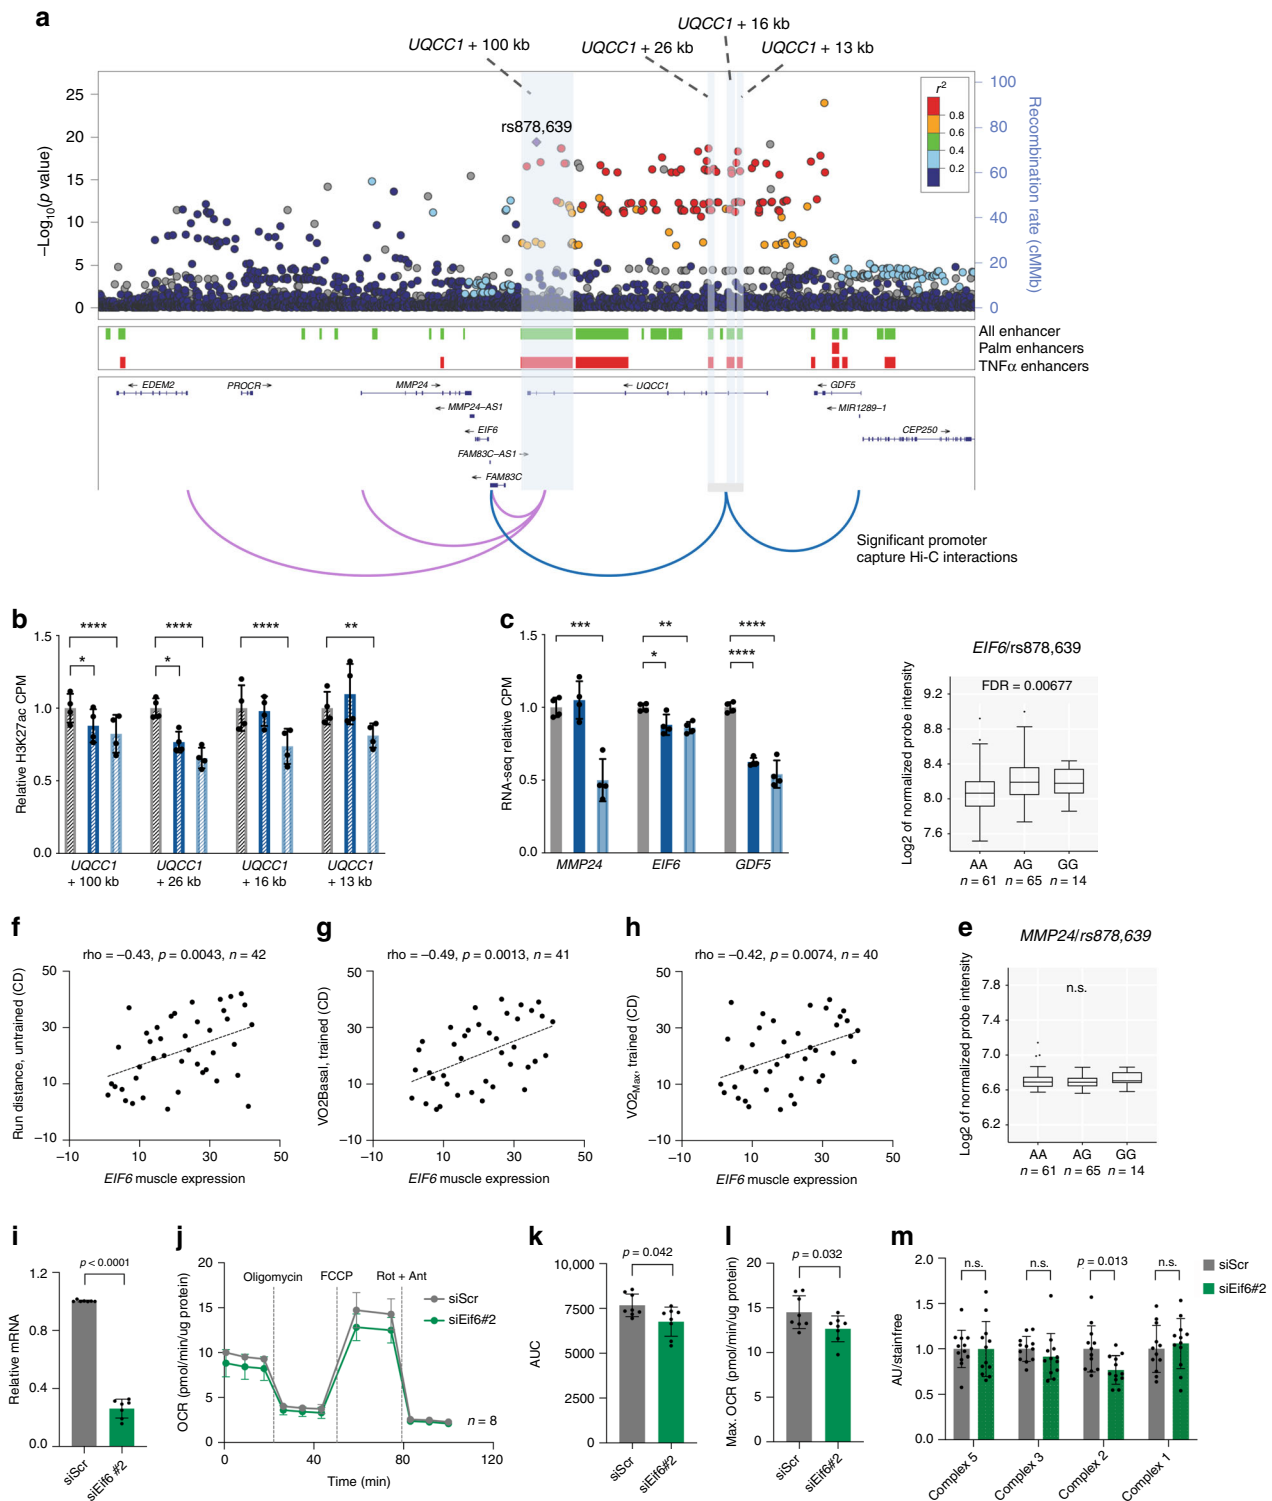 a
UQCC1 + 16 kb
UQCC1 + 100 kb
UQCC1 + 26 kb
UQCC1 + 13 kb
25
20
15
10
5
0
–Log10(p value)
rs878,639
r2
0.8
0.6
0.4
0.2
100
80
60
40
20
0
Recombination rate (cMMb)
All enhancer
Palm enhancers
TNFα enhancers
← EDEM2
PROCR →
MMP24 →
← UQCC1
← GDF5
← MMP24–AS1
← MIR1289–1
← EIF6
CEP250 →
FAM83C–AS1 →
← FAM83C
Significant promoter
capture Hi-C interactions
b
Relative H3K27ac CPM
1.5
1.0
0.5
0.0
****
*
****
*
****
**
UQCC1
+ 100 kb
UQCC1
+ 26 kb
UQCC1
+ 16 kb
UQCC1
+ 13 kb
c
RNA-seq relative CPM
1.5
1.0
0.5
0.0
***
**
*
****
****
MMP24
EIF6
GDF5
EIF6/rs878,639
FDR = 0.00677
Log2 of normalized probe intensity
9.2
8.4
8.0
7.6
AA
AG
GG
n = 61
n = 65
n = 14
f
rho = –0.43, p = 0.0043, n = 42
Run distance, untrained (CD)
50
30
10
–10
–10
10
30
50
EIF6 muscle expression
g
rho = –0.49, p = 0.0013, n = 41
VO2Basal, trained (CD)
50
30
10
–10
–10
10
30
50
EIF6 muscle expression
h
rho = –0.42, p = 0.0074, n = 40
VO2Max, trained (CD)
50
30
10
–10
–10
10
30
50
EIF6 muscle expression
e
MMP24/rs878,639
n.s.
Log2 of normalized probe intensity
7.8
7.0
6.6
6.2
AA
AG
GG
n = 61
n = 65
n = 14
i
p < 0.0001
Relative mRNA
1.2
0.8
0.4
0.0
siScr
siEif6 #2
j
OCR (pmol/min/ug protein)
20
15
10
5
0
Oligomycin
FCCP
Rot + Ant
siScr
siEif6#2
n = 8
0
40
80
120
Time (min)
k
p = 0.042
AUC
10,000
7500
5000
2500
0
siScr
siEif6#2
l
p = 0.032
Max. OCR (pmol/min/ug protein)
20
15
10
5
0
siScr
siEif6#2
m
AU/stainfree
2.0
1.5
1.0
0.5
0.0
n.s.
n.s.
p = 0.013
n.s.
siScr
siEif6#2
Complex 5
Complex 3
Complex 2
Complex 1